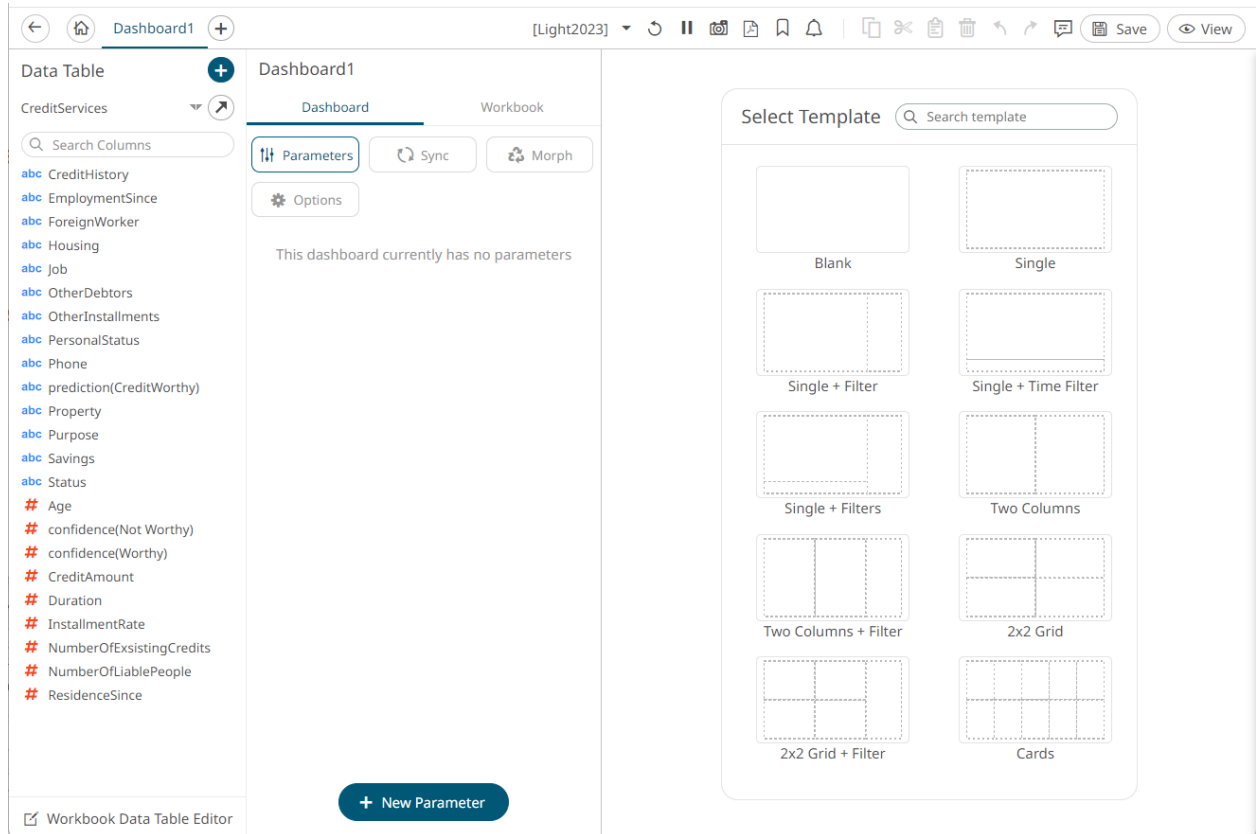 Dashboard1
[Light2023]
Save
View
Data Table
CreditServices
Search Columns
abc CreditHistory
abc EmploymentSince
abc ForeignWorker
abc Housing
abc Job
abc OtherDebtors
abc OtherInstallments
abc PersonalStatus
abc Phone
abc prediction(CreditWorthy)
abc Property
abc Purpose
abc Savings
abc Status
# Age
# confidence(Not Worthy)
# confidence(Worthy)
# CreditAmount
# Duration
# InstallmentRate
# NumberOfExsistingCredits
# NumberOfLiablePeople
# ResidenceSince
Workbook Data Table Editor
Dashboard1
Dashboard
Workbook
Parameters
Sync
Morph
Options
This dashboard currently has no parameters
+ New Parameter
Select Template
Search template
Blank
Single
Single + Filter
Single + Time Filter
Single + Filters
Two Columns
Two Columns + Filter
2x2 Grid
2x2 Grid + Filter
Cards